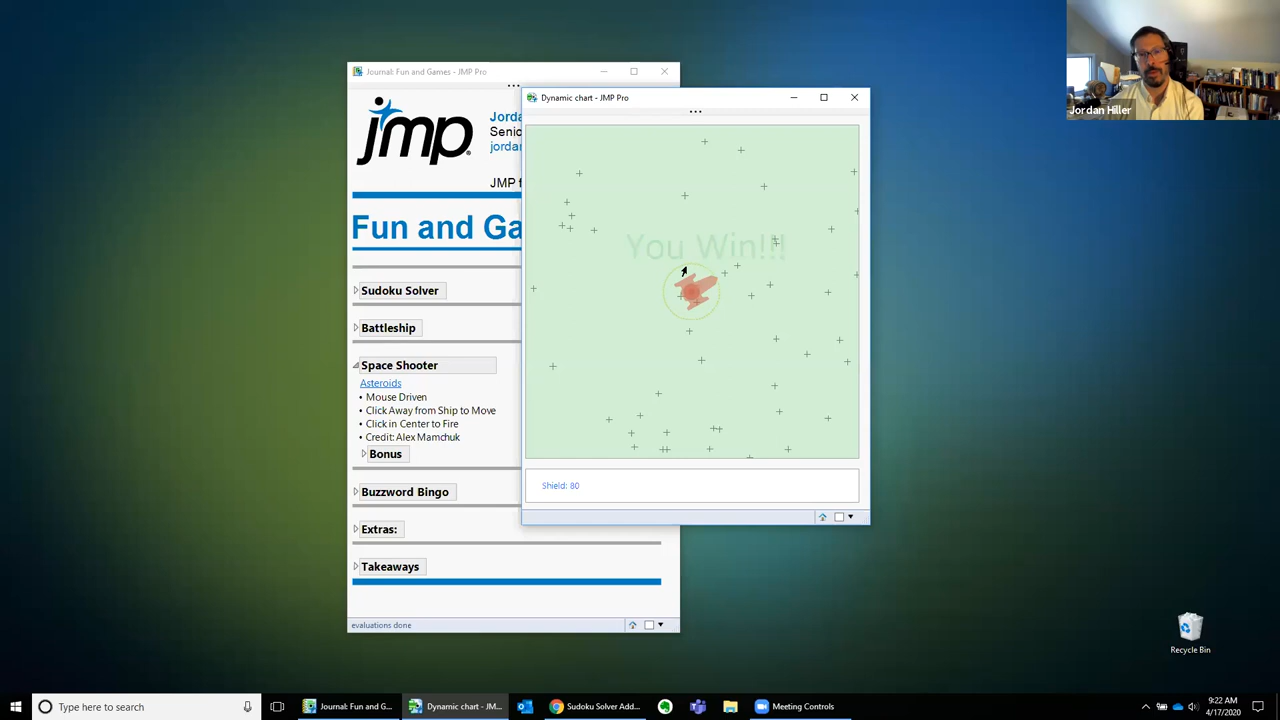 Jordan Hiller
Journal: Fun and Games - JMP Pro
Dynamic chart - JMP Pro
jmp
Jorda
Senio
jordan
JMP f
Fun and Ga
You Win!!!
Sudoku Solver
Battleship
Space Shooter
Asteroids
• Mouse Driven
• Click Away from Ship to Move
• Click in Center to Fire
• Credit: Alex Mamchuk
Bonus
Buzzword Bingo
Extras:
Takeaways
Shield: 80
evaluations done
Recycle Bin
Type here to search
Journal: Fun and G...
Dynamic chart - JM...
Sudoku Solver Add...
Meeting Controls
9:22 AM
4/17/2020